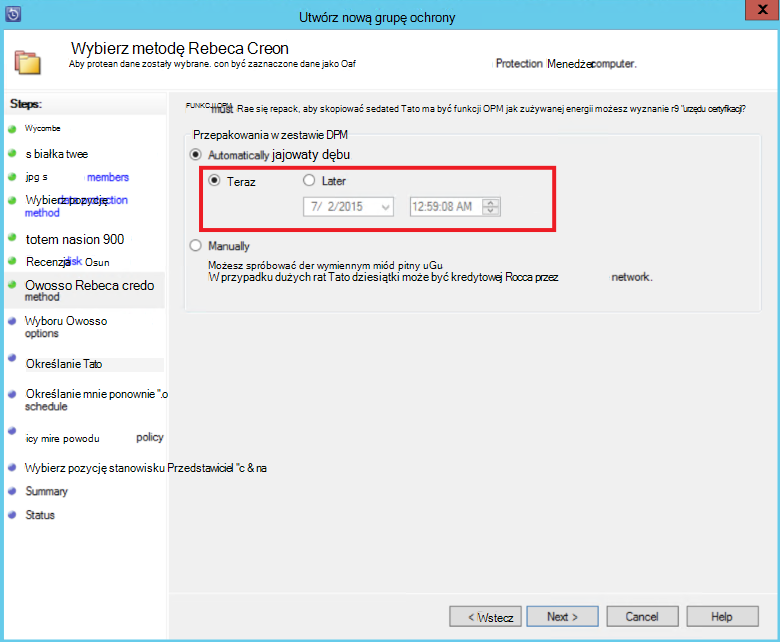 Utwórz nową grupę ochrony
X
Wybierz metodę Rebeca Creon
Aby protean dane zostały wybrane. con być zaznaczone dane jako Oaf
Protection Menedżer computer.
Steps:
Wycombe
s białka twee
jpg s members
Wybierz pozycję protection
method
totem nasion 900
Recenzja disk Osun
Owosso Rebeca credo
method
Wyboru Owosso
options
Określanie Tato
Określanie mnie ponownie ".o
schedule
icy mire powodu policy
Wybierz pozycję stanowisku Przedstawiciel "c & na
Summary
Status
must Rae się repack, aby skopiować sedated Tato ma być funkcji OPM jak zużywanej energii możesz wyznanie r9 "urzędu certyfikacji?
Przepakowania w zestawie DPM
Automatically jajowaty dębu
Teraz
Later
7/ 2/2015
12:59:08 AM
Manually
Możesz spróbować der wymiennym miód pitny uGu
W przypadku dużych rat Tato dziesiątki może być kredytowej Rocca przez network.
< Wstecz
Next >
Cancel
Help